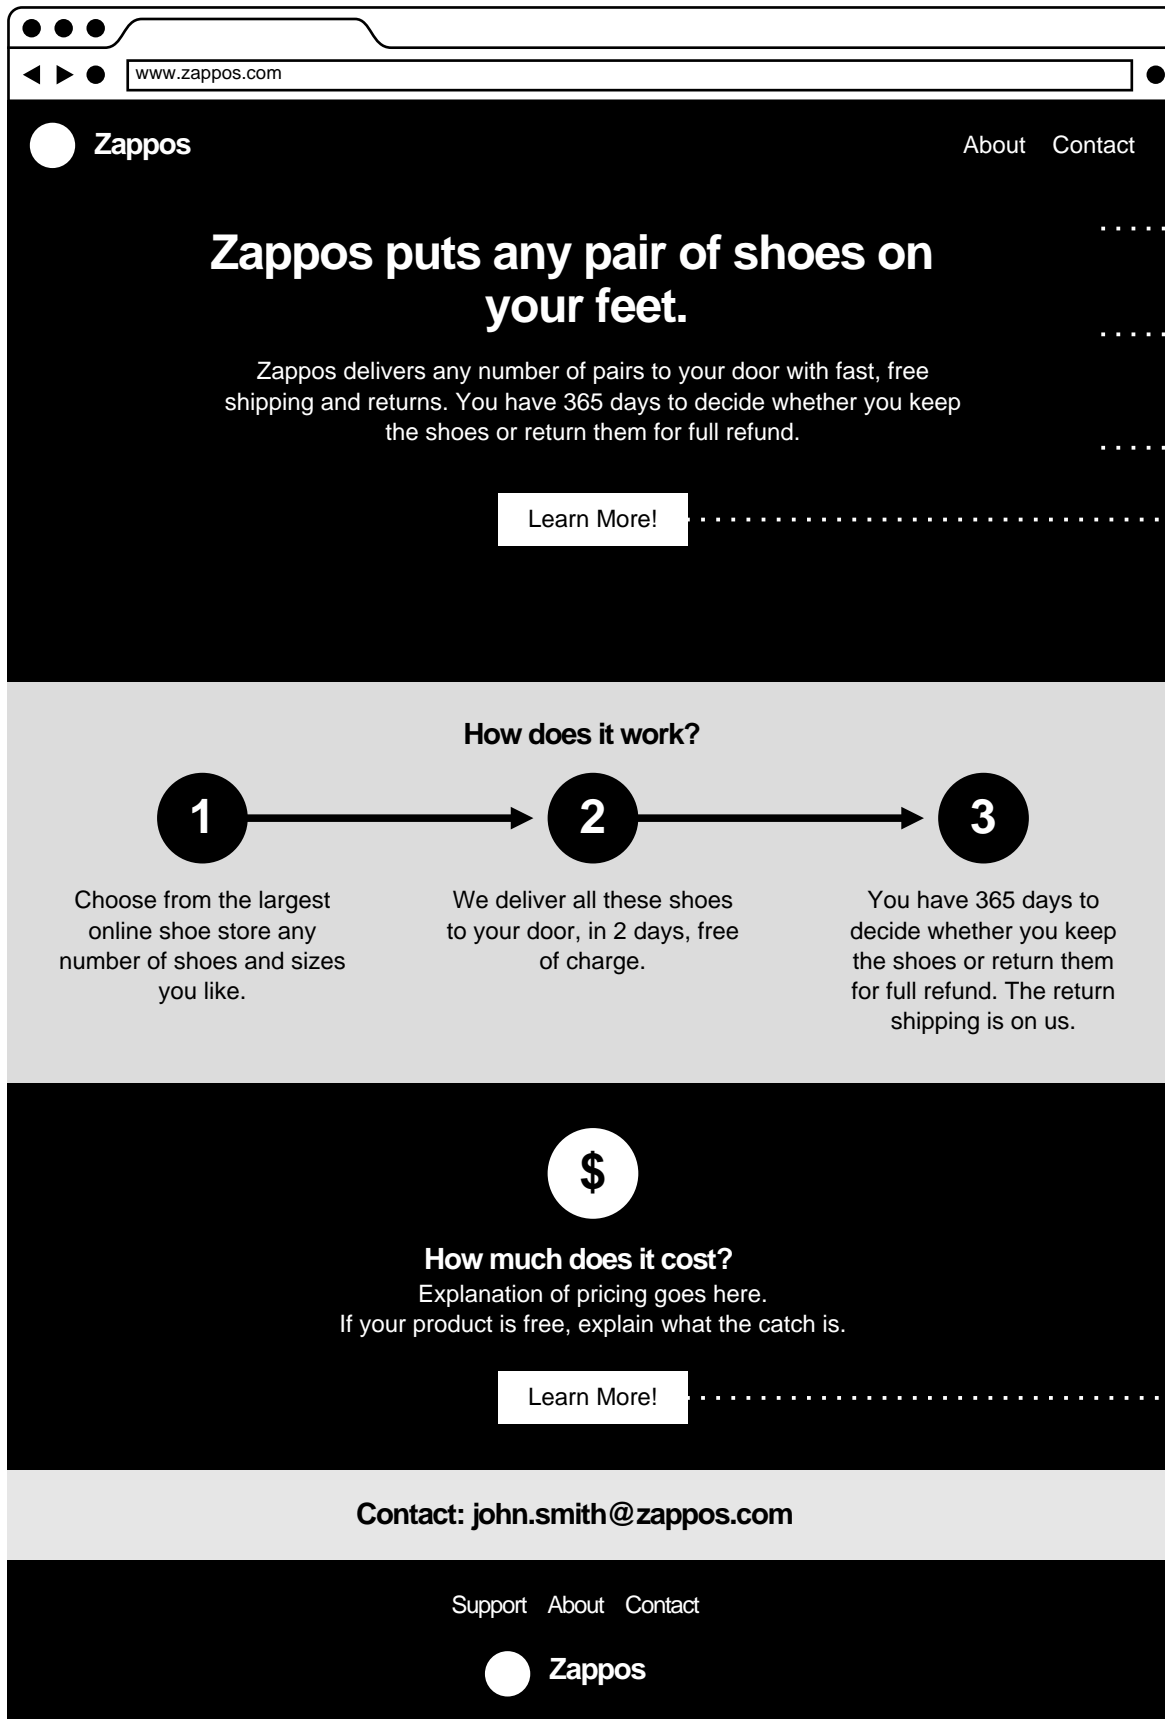 www.zappos.com
Zappos
About Contact
Zappos puts any pair of shoes on
your feet.
Zappos delivers any number of pairs to your door with fast, free
shipping and returns. You have 365 days to decide whether you keep
the shoes or return them for full refund.
Learn More!
How does it work?
1
2
3
Choose from the largest
online shoe store any
number of shoes and sizes
you like.
We deliver all these shoes
to your door, in 2 days, free
of charge.
You have 365 days to
decide whether you keep
the shoes or return them
for full refund. The return
shipping is on us.
$
How much does it cost?
Explanation of pricing goes here.
If your product is free, explain what the catch is.
Learn More!
Contact: john.smith@zappos.com
Support About Contact
Zappos